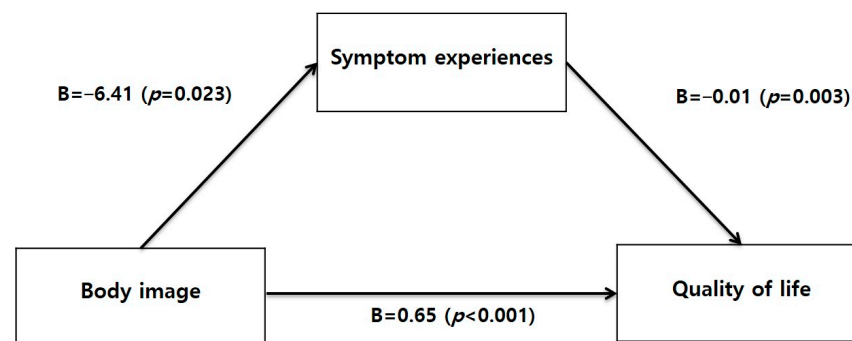 Symptom experiences
B=−6.41 (p=0.023)
B=−0.01 (p=0.003)
Body image
Quality of life
B=0.65 (p<0.001)